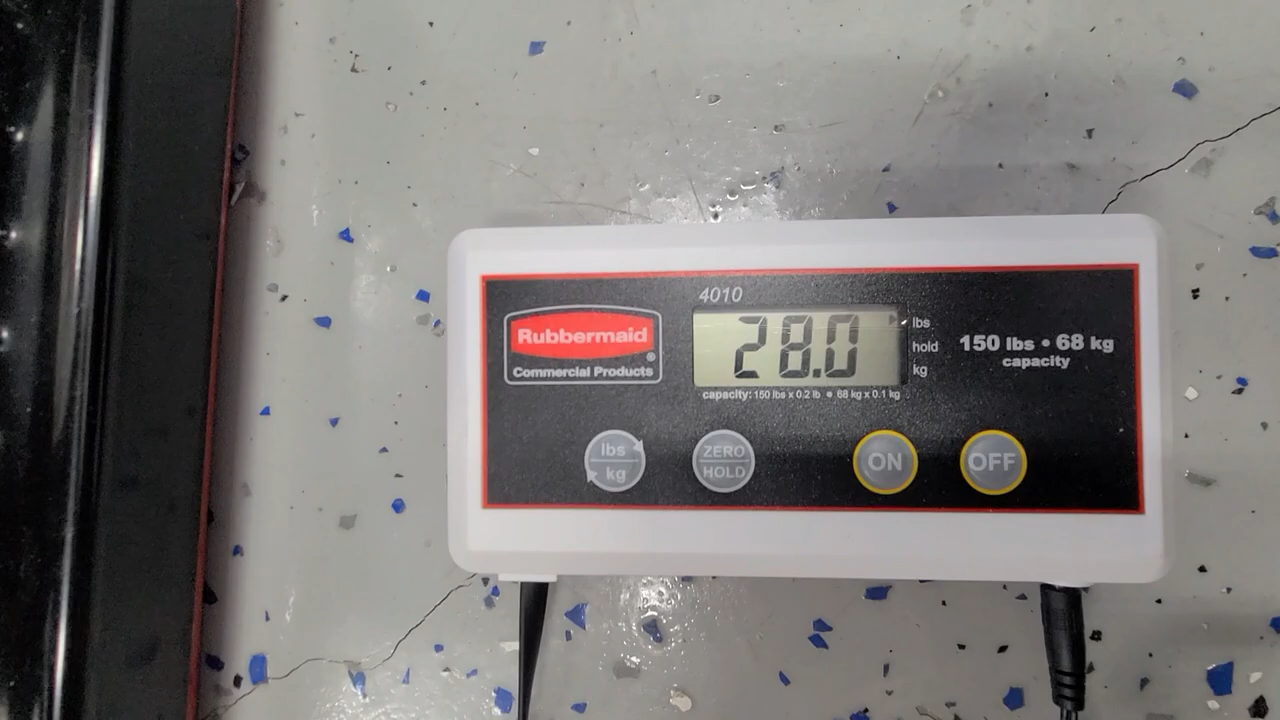 4010
Rubbermaid
®
Commercial Products
28.0
lbs
hold
kg
150 lbs • 68 kg
capacity
capacity: 150 lbs x 0.2 lb • 68 kg x 0.1 kg
lbs
kg
ZERO
HOLD
ON
OFF